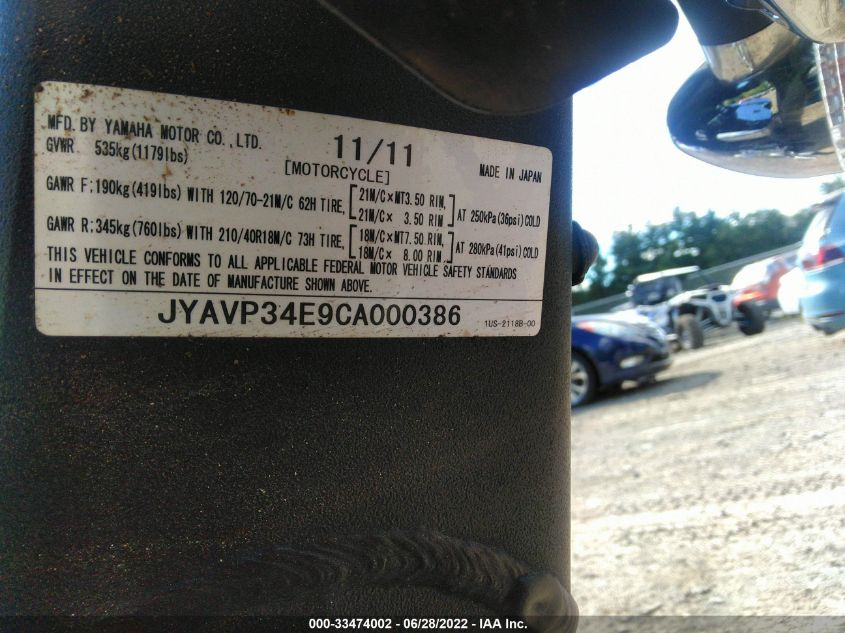 MFD. BY YAMAHA MOTOR CO., LTD. 11/11
GVWR 535kg(1179lbs) [MOTORCYCLE] MADE IN JAPAN
GAWR F:190kg(419lbs) WITH 120/70-21M/C 62H TIRE, [21M/C×MT3.50 RIM, 21M/C× 3.50 RIM] AT 250kPa(36psi)COLD
GAWR R:345kg(760lbs) WITH 210/40R18M/C 73H TIRE, [18M/C×MT7.50 RIM, 18M/C× 8.00 RIM] AT 280kPa(41psi)COLD
THIS VEHICLE CONFORMS TO ALL APPLICABLE FEDERAL MOTOR VEHICLE SAFETY STANDARDS
IN EFFECT ON THE DATE OF MANUFACTURE SHOWN ABOVE.
JYAVP34E9CA000386 1US-2118B-00
000-33474002 - 06/28/2022 - IAA Inc.